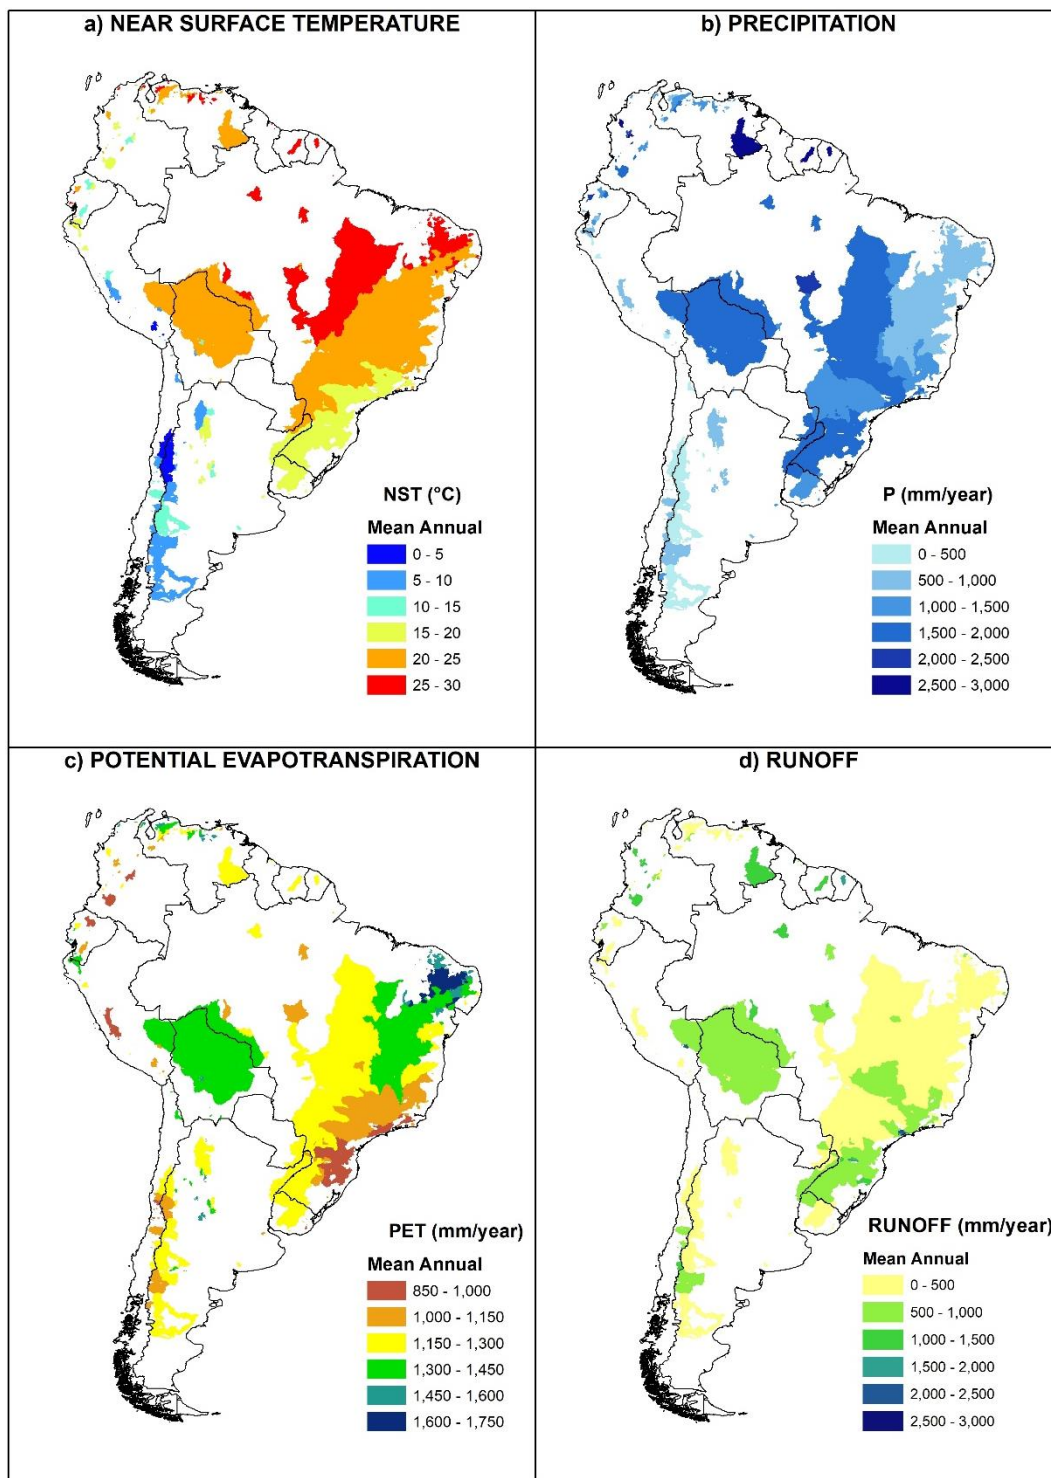 a) NEAR SURFACE TEMPERATURE
NST (°C)
Mean Annual
0 - 5
5 - 10
10 - 15
15 - 20
20 - 25
25 - 30
b) PRECIPITATION
P (mm/year)
Mean Annual
0 - 500
500 - 1,000
1,000 - 1,500
1,500 - 2,000
2,000 - 2,500
2,500 - 3,000
c) POTENTIAL EVAPOTRANSPIRATION
PET (mm/year)
Mean Annual
850 - 1,000
1,000 - 1,150
1,150 - 1,300
1,300 - 1,450
1,450 - 1,600
1,600 - 1,750
d) RUNOFF
RUNOFF (mm/year)
Mean Annual
0 - 500
500 - 1,000
1,000 - 1,500
1,500 - 2,000
2,000 - 2,500
2,500 - 3,000